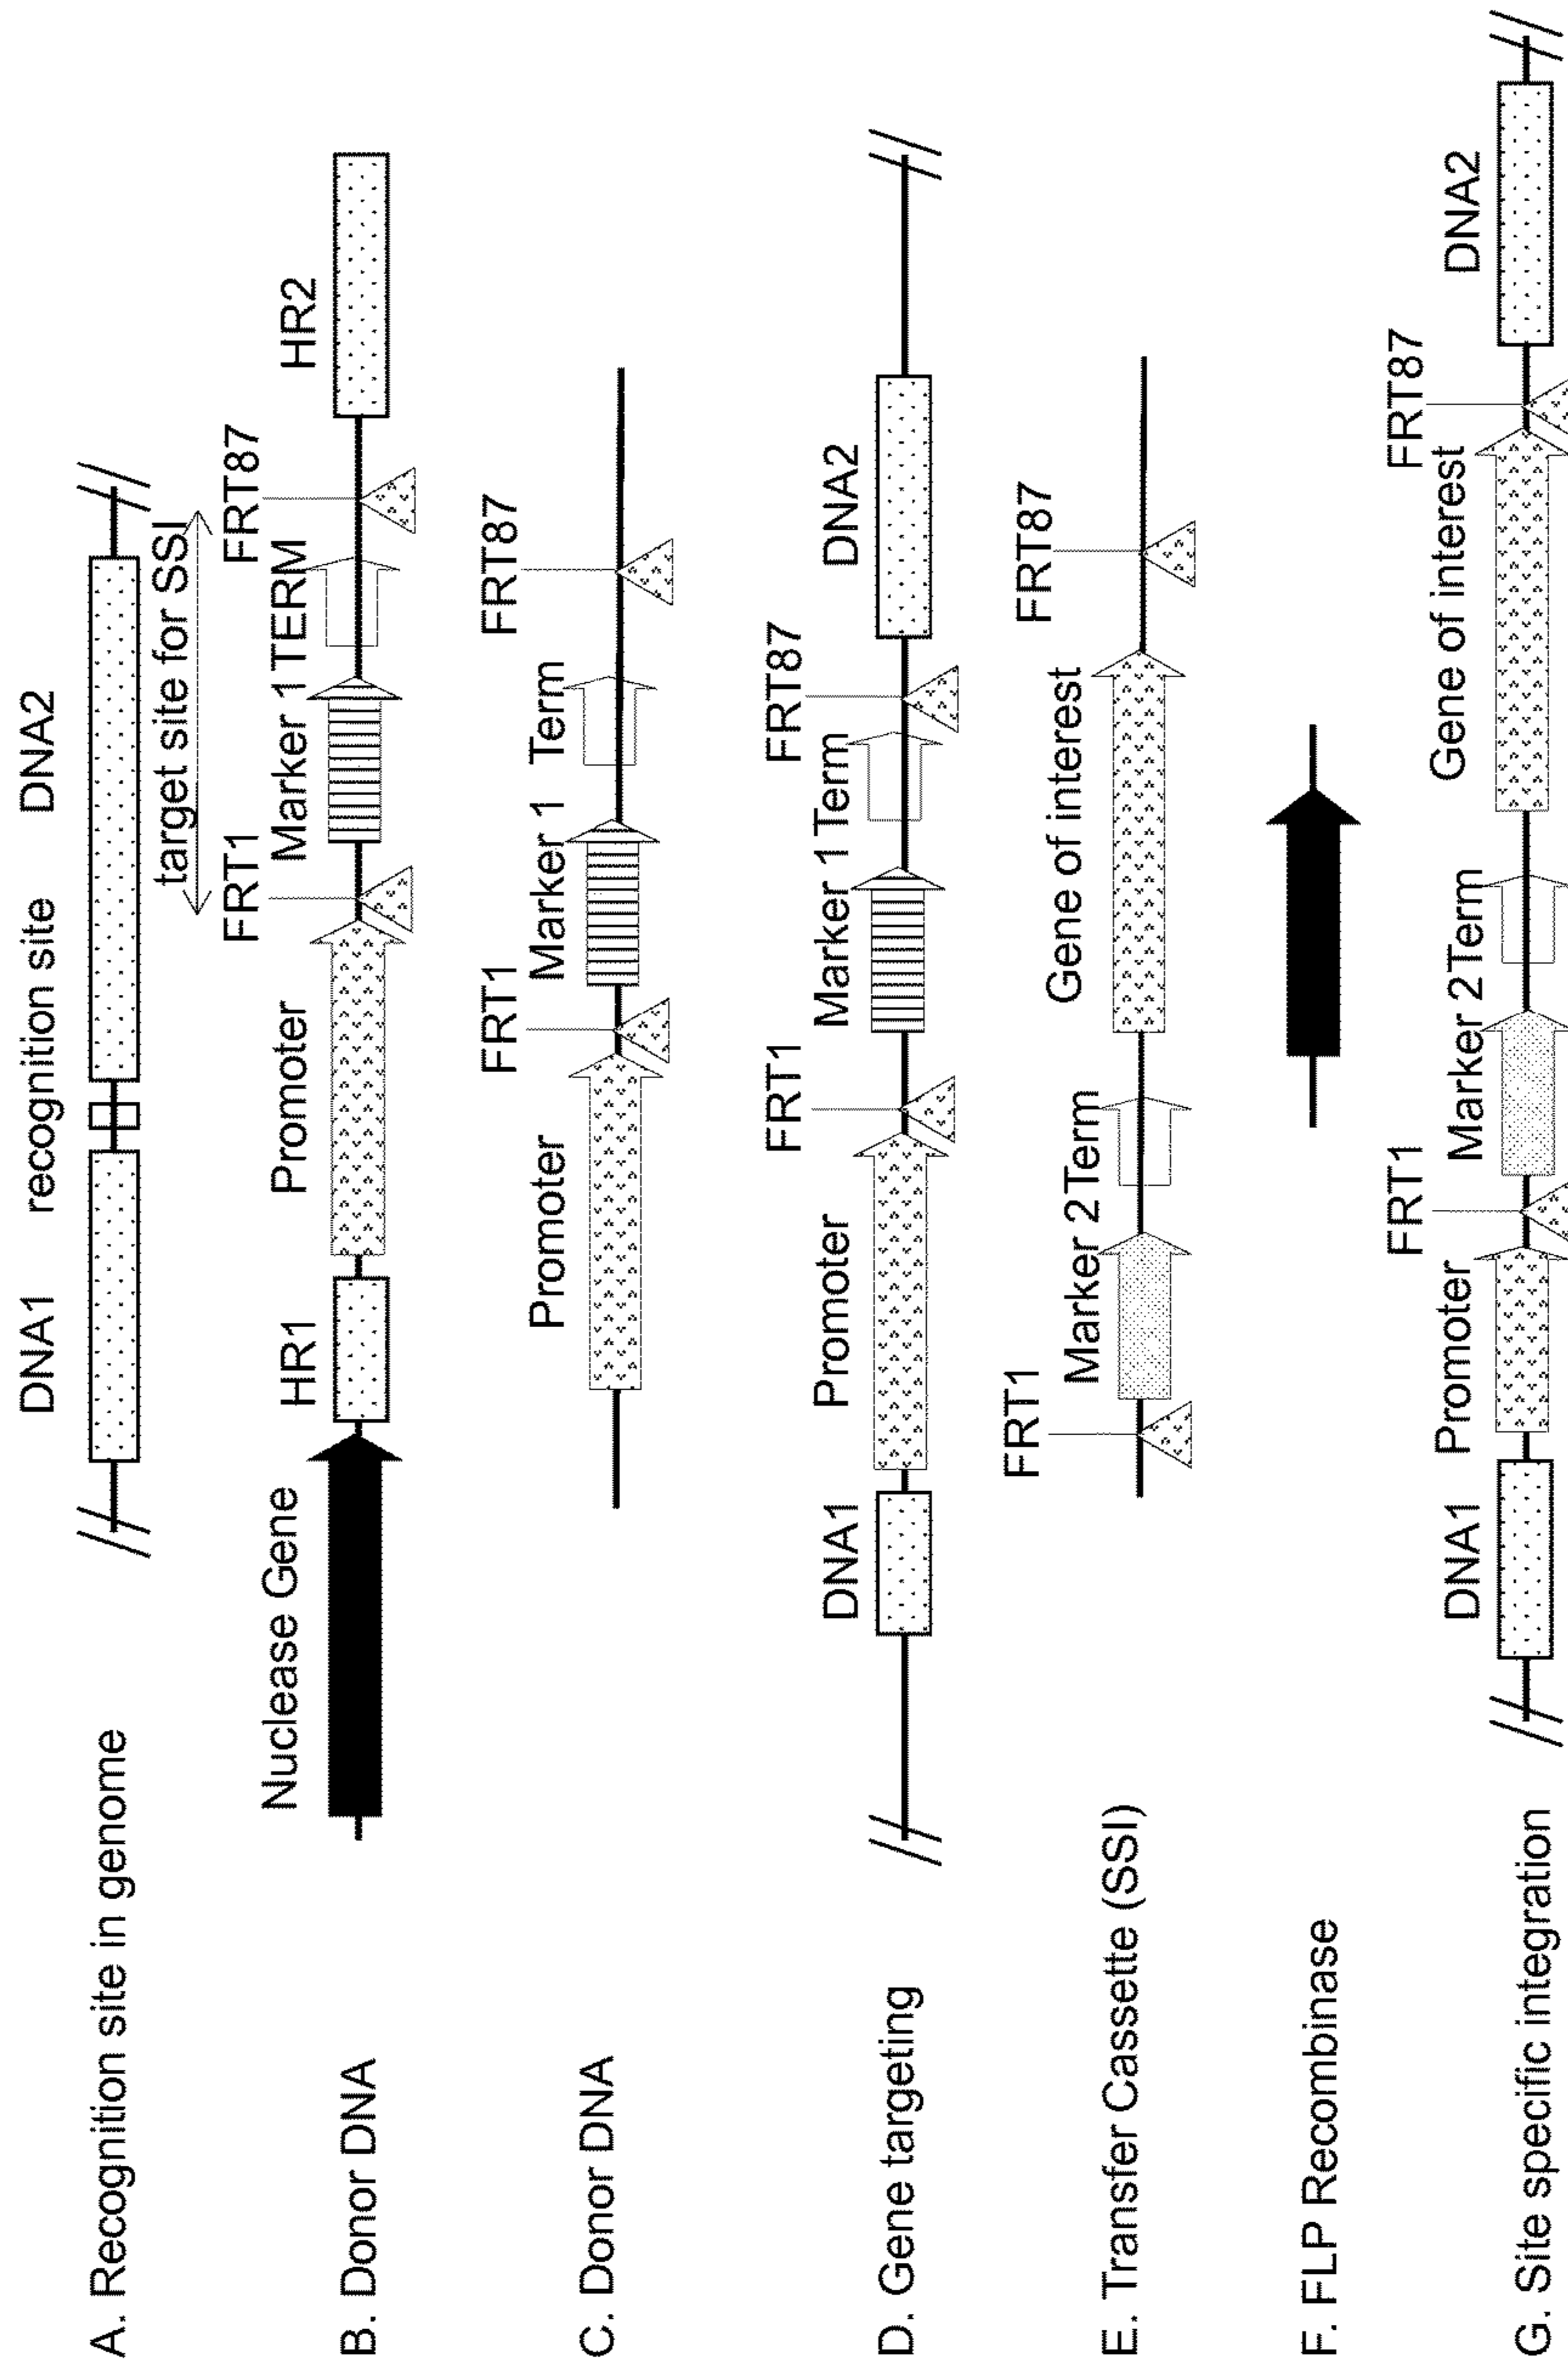 A. Recognition site in genome
DNA1 recognition site DNA2
B. Donor DNA
target site for SSI
FRT1 FRT87
Nuclease Gene HR1 Promoter Marker 1 TERM HR2
C. Donor DNA
FRT1 FRT87
Promoter Marker 1 Term
D. Gene targeting
FRT1 FRT87
DNA1 Promoter Marker 1 Term DNA2
E. Transfer Cassette (SSI)
FRT1 FRT87
Marker 2 Term Gene of interest
F. FLP Recombinase
G. Site specific integration
FRT1 FRT87
DNA1 Promoter Marker 2 Term Gene of interest DNA2